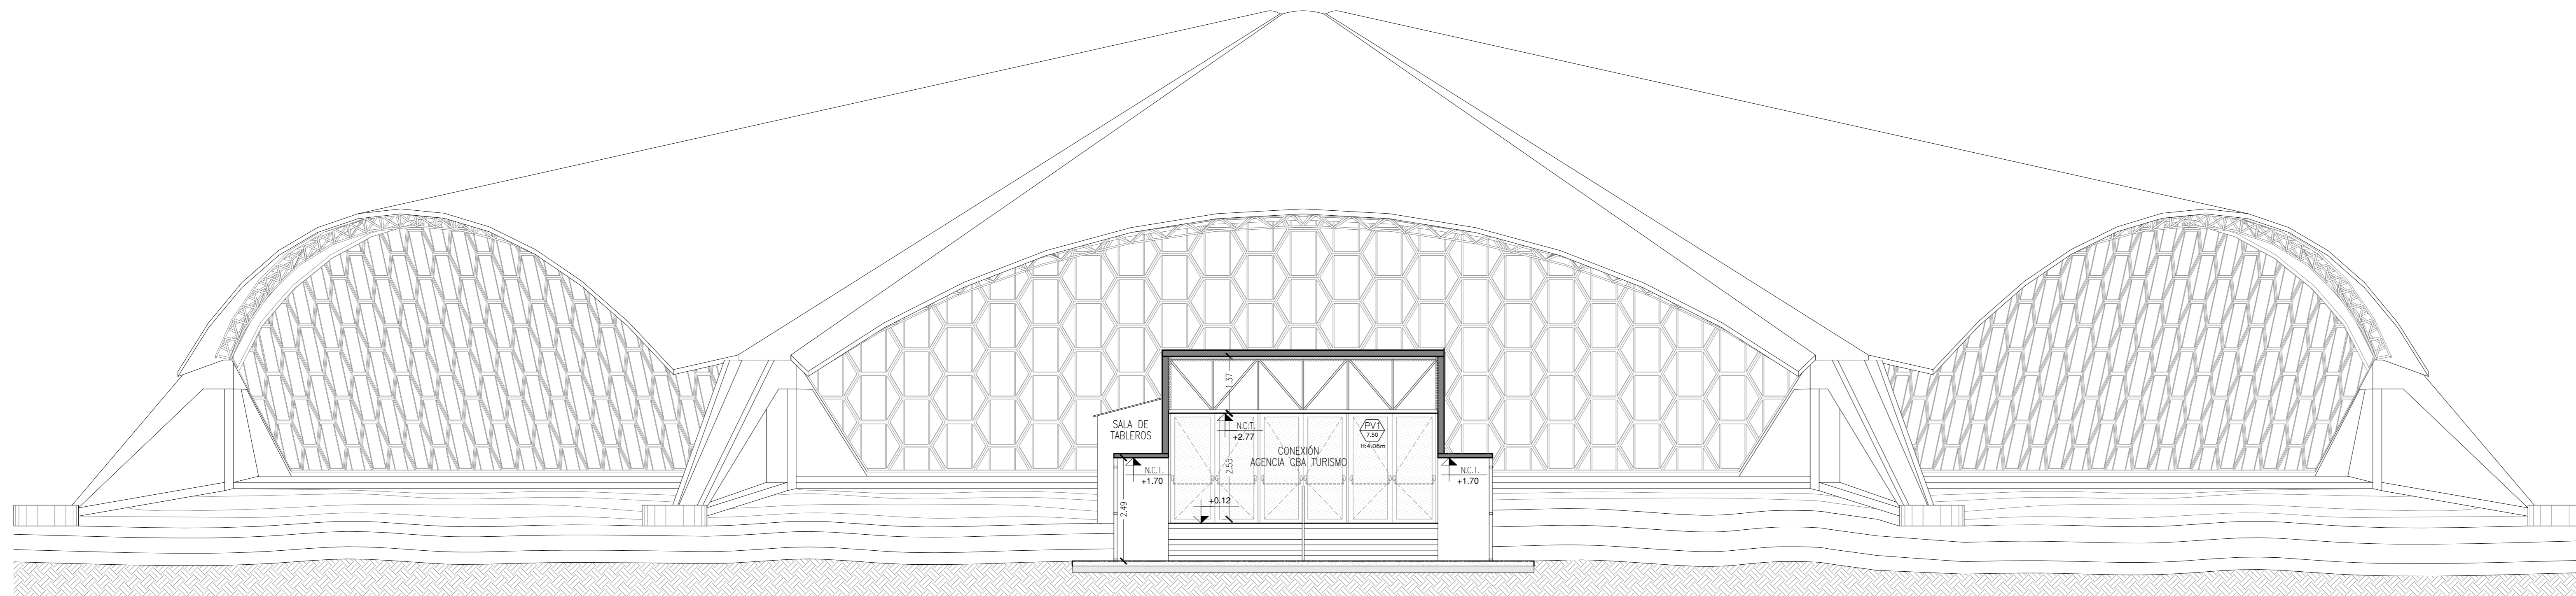 1.37
SALA DE
TABLEROS
N.C.T.
+2.77
PV1
7.50
H:4.06m
CONEXIÓN
AGENCIA CBA TURISMO
2.55
N.C.T.
+1.70
N.C.T.
+1.70
+0.12
2.49